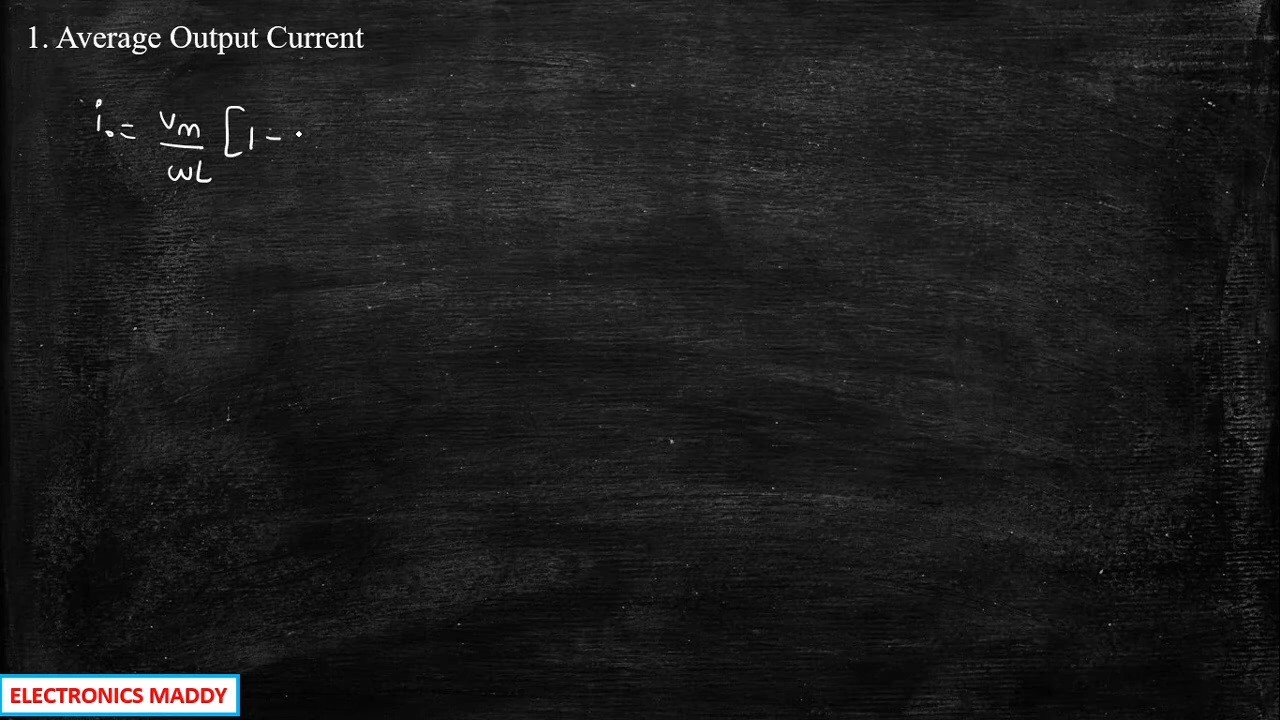 1. Average Output Current
i₀ = Vm/ωL [1 -
ELECTRONICS MADDY